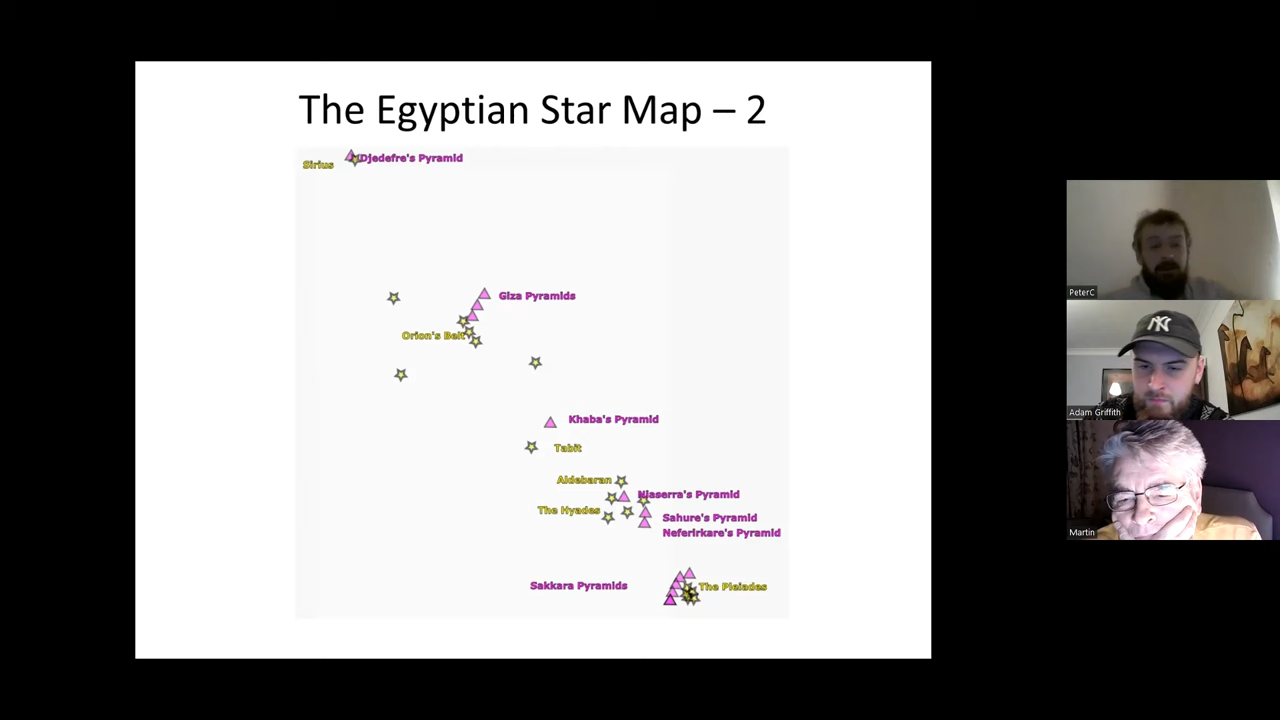 The Egyptian Star Map – 2
Sirius
Djedefre's Pyramid
Giza Pyramids
Orion's Belt
Khaba's Pyramid
Tabit
Aldebaran
Niaserra's Pyramid
The Hyades
Sahure's Pyramid
Neferirkare's Pyramid
Sakkara Pyramids
The Pleiades
PeterC
NY
Adam Griffith
Martin